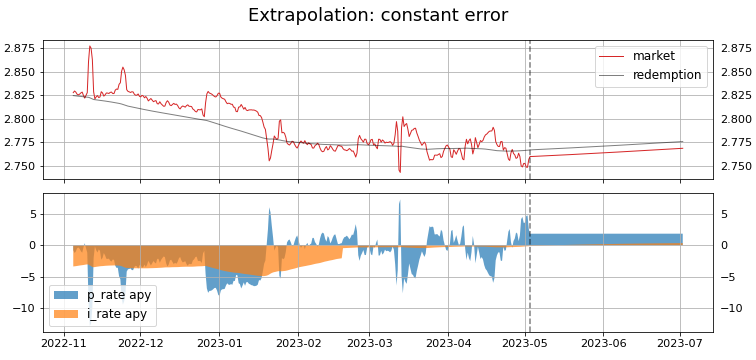 Extrapolation: constant error
2.875 2.875
2.850 2.850
2.825 2.825
2.800 2.800
2.775 2.775
2.750 2.750
market
redemption
5 5
0 0
−5 −5
−10 −10
p_rate apy
i_rate apy
2022-11 2022-12 2023-01 2023-02 2023-03 2023-04 2023-05 2023-06 2023-07